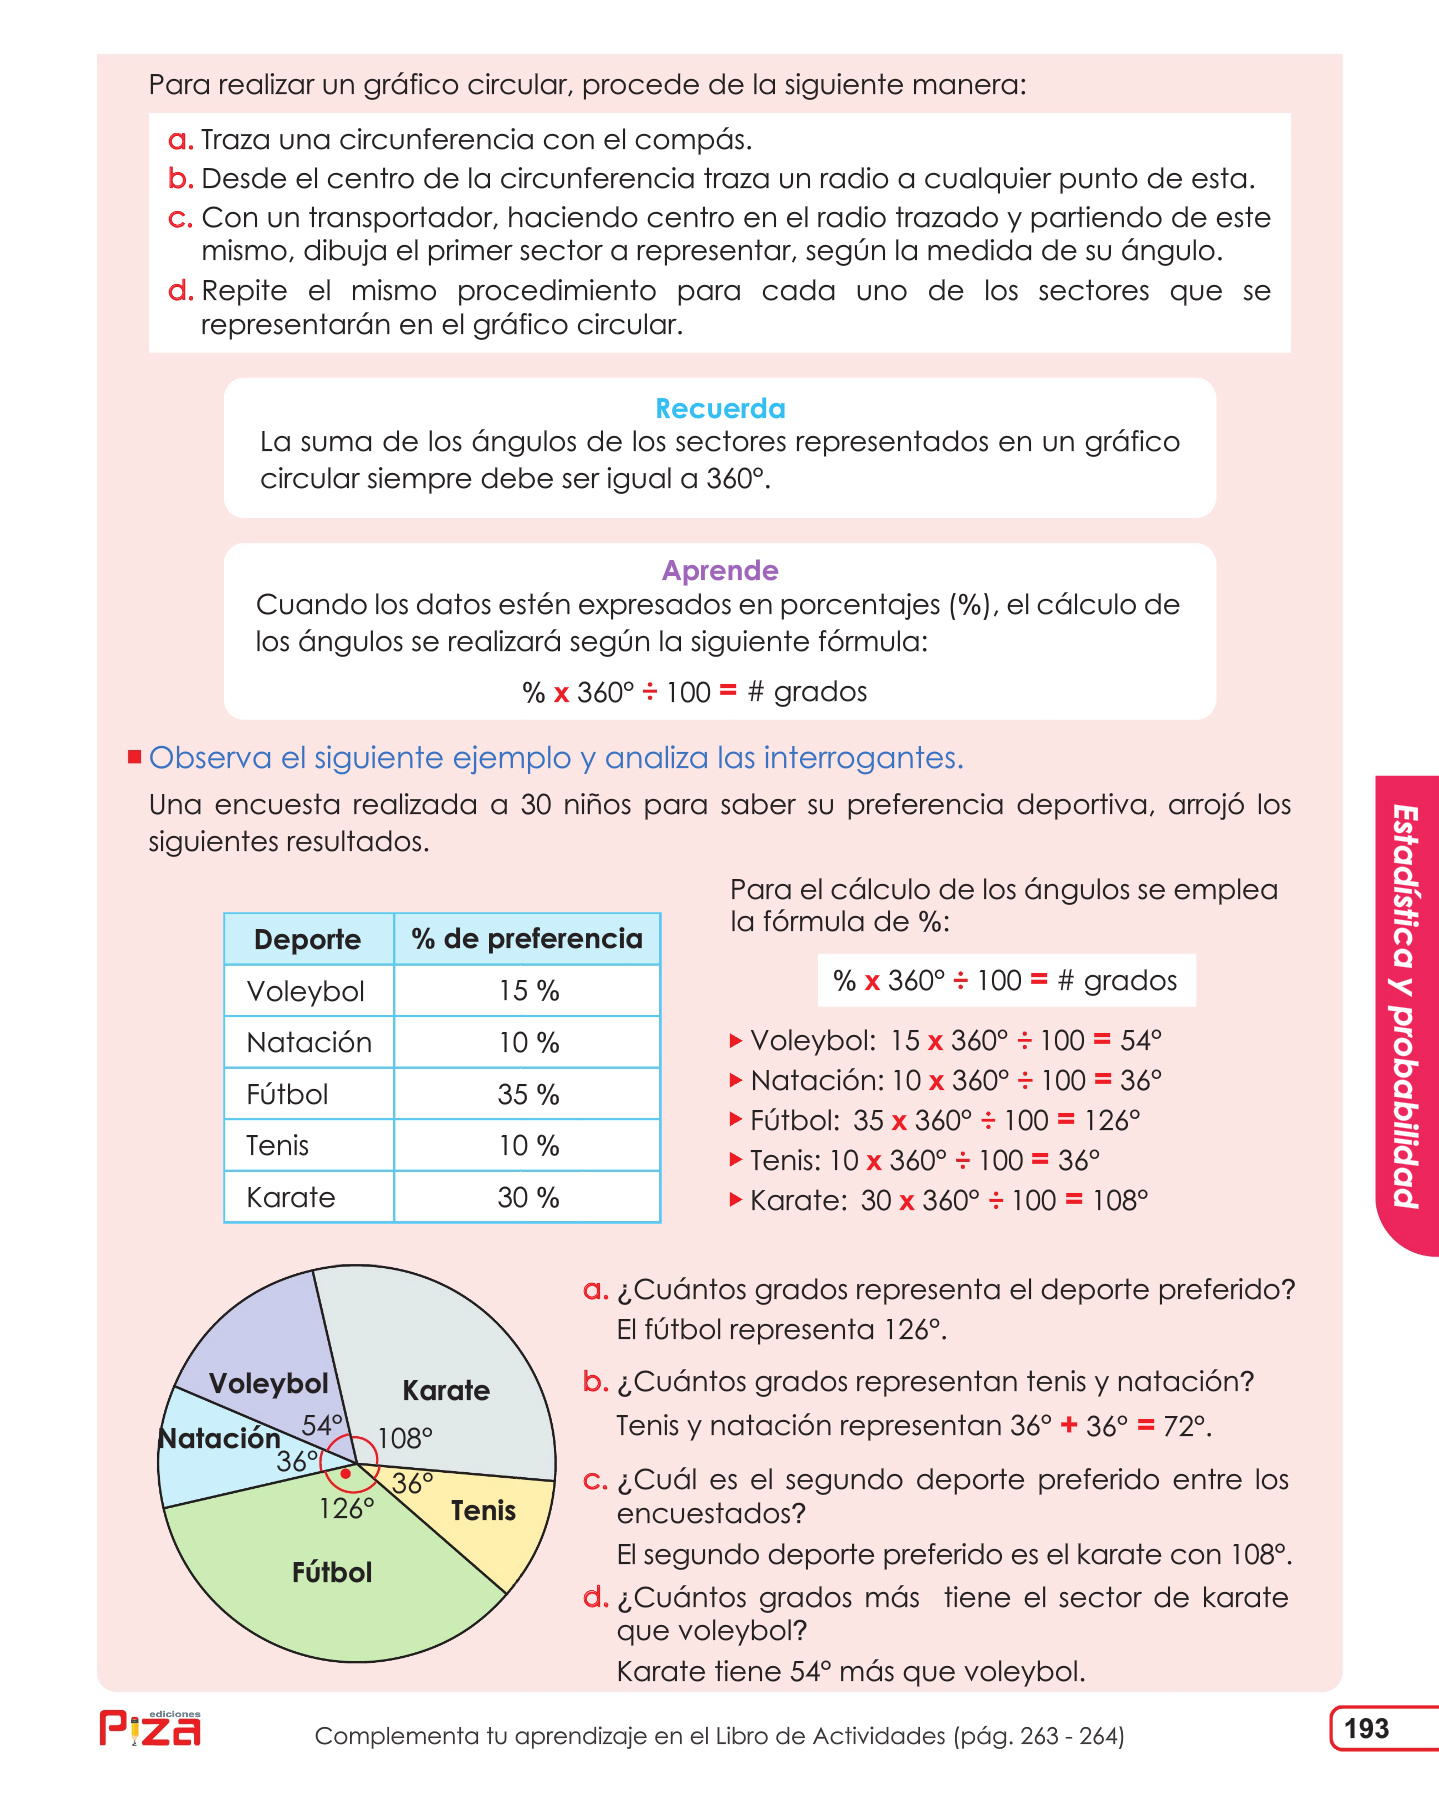 Para realizar un gráfico circular, procede de la siguiente manera:
a. Traza una circunferencia con el compás.
b. Desde el centro de la circunferencia traza un radio a cualquier punto de esta.
c. Con un transportador, haciendo centro en el radio trazado y partiendo de este
mismo, dibuja el primer sector a representar, según la medida de su ángulo.
d. Repite el mismo procedimiento para cada uno de los sectores que se
representarán en el gráfico circular.
Recuerda
La suma de los ángulos de los sectores representados en un gráfico
circular siempre debe ser igual a 360°.
Aprende
Cuando los datos estén expresados en porcentajes (%), el cálculo de
los ángulos se realizará según la siguiente fórmula:
% x 360° ÷ 100 = # grados
Observa el siguiente ejemplo y analiza las interrogantes.
Una encuesta realizada a 30 niños para saber su preferencia deportiva, arrojó los
siguientes resultados.
Deporte % de preferencia
Voleybol 15 %
Natación 10 %
Fútbol 35 %
Tenis 10 %
Karate 30 %
Para el cálculo de los ángulos se emplea
la fórmula de %:
% x 360° ÷ 100 = # grados
Voleybol: 15 x 360° ÷ 100 = 54°
Natación: 10 x 360° ÷ 100 = 36°
Fútbol: 35 x 360° ÷ 100 = 126°
Tenis: 10 x 360° ÷ 100 = 36°
Karate: 30 x 360° ÷ 100 = 108°
Voleybol
Karate
54°
108°
Natación
36°
36°
126°
Tenis
Fútbol
a. ¿Cuántos grados representa el deporte preferido?
El fútbol representa 126°.
b. ¿Cuántos grados representan tenis y natación?
Tenis y natación representan 36° + 36° = 72°.
c. ¿Cuál es el segundo deporte preferido entre los
encuestados?
El segundo deporte preferido es el karate con 108°.
d. ¿Cuántos grados más tiene el sector de karate
que voleybol?
Karate tiene 54° más que voleybol.
Estadística y probabilidad
ediciones
Piza
Complementa tu aprendizaje en el Libro de Actividades (pág. 263 - 264)
193